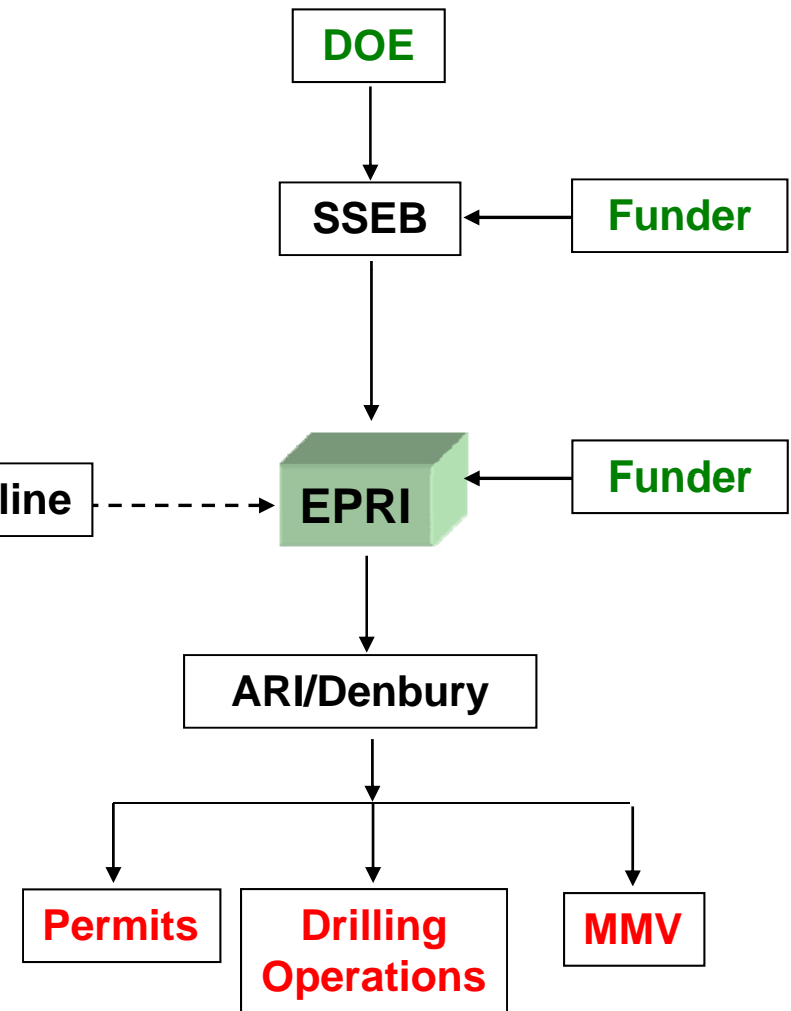 DOE
SSEB
Funder
Funder
line
EPRI
ARI/Denbury
Permits
Drilling
Operations
MMV